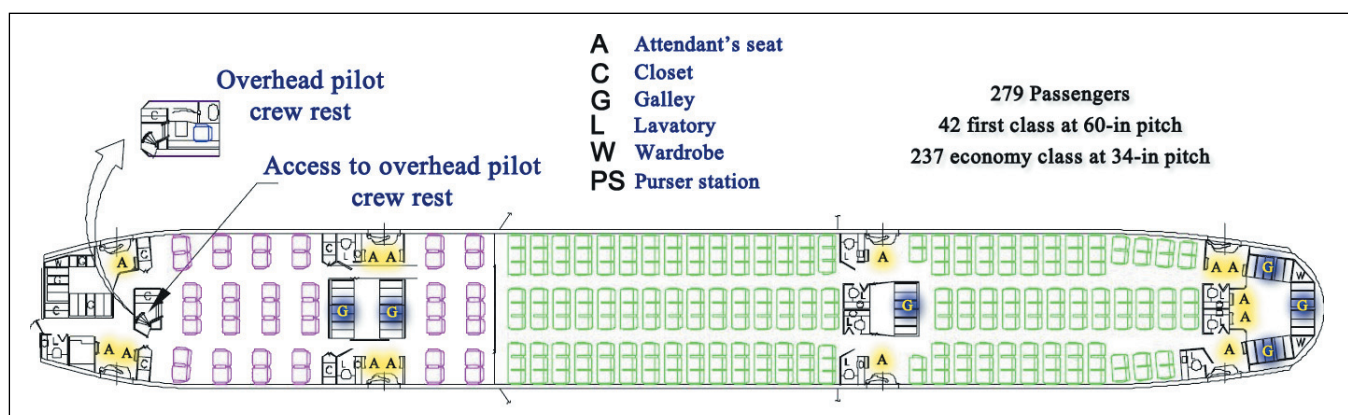 Overhead pilot
crew rest
C
Access to overhead pilot
crew rest
A Attendant's seat
C Closet
G Galley
L Lavatory
W Wardrobe
PS Purser station
279 Passengers
42 first class at 60-in pitch
237 economy class at 34-in pitch
W A C C L A A L A A A G W
C G C G G L G L A A G
L W A A C C L A A L A L A G W